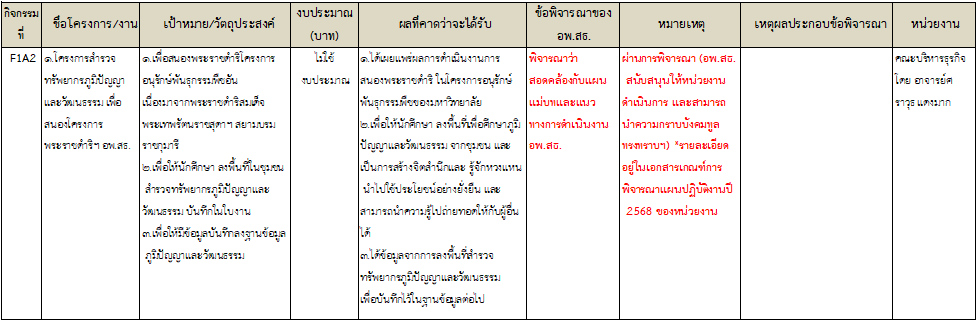 กิจกรรม
ที่
ชื่อโครงการ/งาน
เป้าหมาย/วัตถุประสงค์
งบประมาณ
(บาท)
ผลที่คาดว่าจะได้รับ
ข้อพิจารณาของ
อพ.สธ.
หมายเหตุ
เหตุผลประกอบข้อพิจารณา
หน่วยงาน
F1A2
๑.โครงการสำรวจ
ทรัพยากรภูมิปัญญา
และวัฒนธรรม เพื่อ
สนองโครงการ
พระราชดำริฯ อพ.สธ.
๑.เพื่อสนองพระราชดำริโครงการ
อนุรักษ์พันธุกรรมพืชอัน
เนื่องมาจากพระราชดำริสมเด็จ
พระเทพรัตนราชสุดาฯ สยามบรม
ราชกุมารี
๒.เพื่อให้นักศึกษา ลงพื้นที่ในชุมชน
สำรวจทรัพยากรภูมิปัญญาและ
วัฒนธรรม บันทึกในใบงาน
๓.เพื่อให้มีข้อมูลบันทึกลงฐานข้อมูล
ภูมิปัญญาและวัฒนธรรม
ไม่ใช้
งบประมาณ
๑.ได้เผยแพร่ผลการดำเนินงานการ
สนองพระราชดำริ ในโครงการอนุรักษ์
พันธุกรรมพืชของมหาวิทยาลัย
๒.เพื่อให้นักศึกษา ลงพื้นที่เพื่อศึกษาภูมิ
ปัญญาและวัฒนธรรม จากชุมชน และ
เป็นการสร้างจิตสำนึกและ รู้จักหวงแหน
นำไปใช้ประโยชน์อย่างยั่งยืน และ
สามารถนำความรู้ไปถ่ายทอดให้กับผู้อื่น
ได้
๓.ได้ข้อมูลจากการลงพื้นที่สำรวจ
ทรัพยากรภูมิปัญญาและวัฒนธรรม
เพื่อบันทึกไว้ในฐานข้อมูลต่อไป
พิจารณาว่า
สอดคล้องกับแผน
แม่บทและแนว
ทางการดำเนินงาน
อพ.สธ.
ผ่านการพิจารณา (อพ.สธ.
สนับสนุนให้หน่วยงาน
ดำเนินการ และสามารถ
นำความกราบบังคมทูล
ทรงทราบฯ) *รายละเอียด
อยู่ในเอกสารเกณฑ์การ
พิจารณาแผนปฏิบัติงานปี
2568 ของหน่วยงาน
คณะบริหารธุรกิจ
โดย อาจารย์ศ
ราวุธ แดงมาก